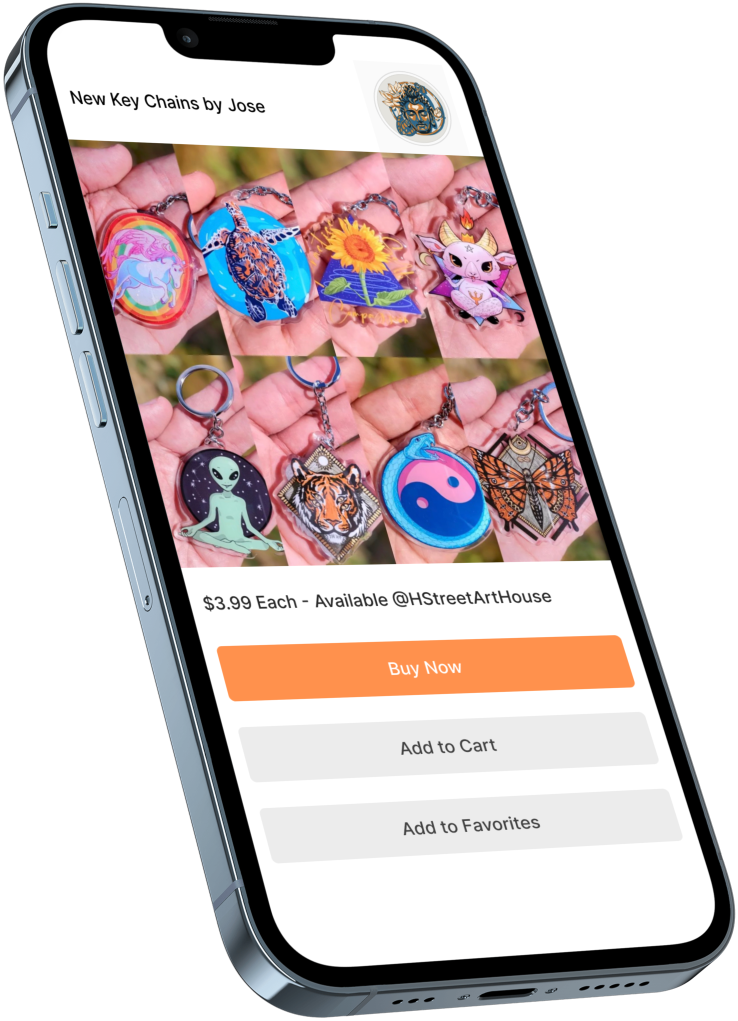 New Key Chains by Jose
$3.99 Each - Available @HStreetArtHouse
Buy Now
Add to Cart
Add to Favorites